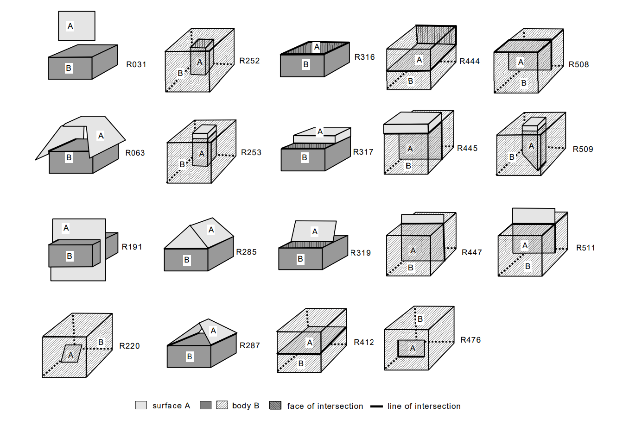 A
B
R031
B
A
R252
A
B
R316
A
B
R444
A
B
R508
A
B
R063
B
A
R253
A
B
R317
A
B
R445
B
A
R509
A
B
R191
A
B
R285
A
B
R319
A
B
R447
A
B
R511
A
B
R220
A
B
R287
A
B
R412
B
A
R476
surface A body B face of intersection line of intersection